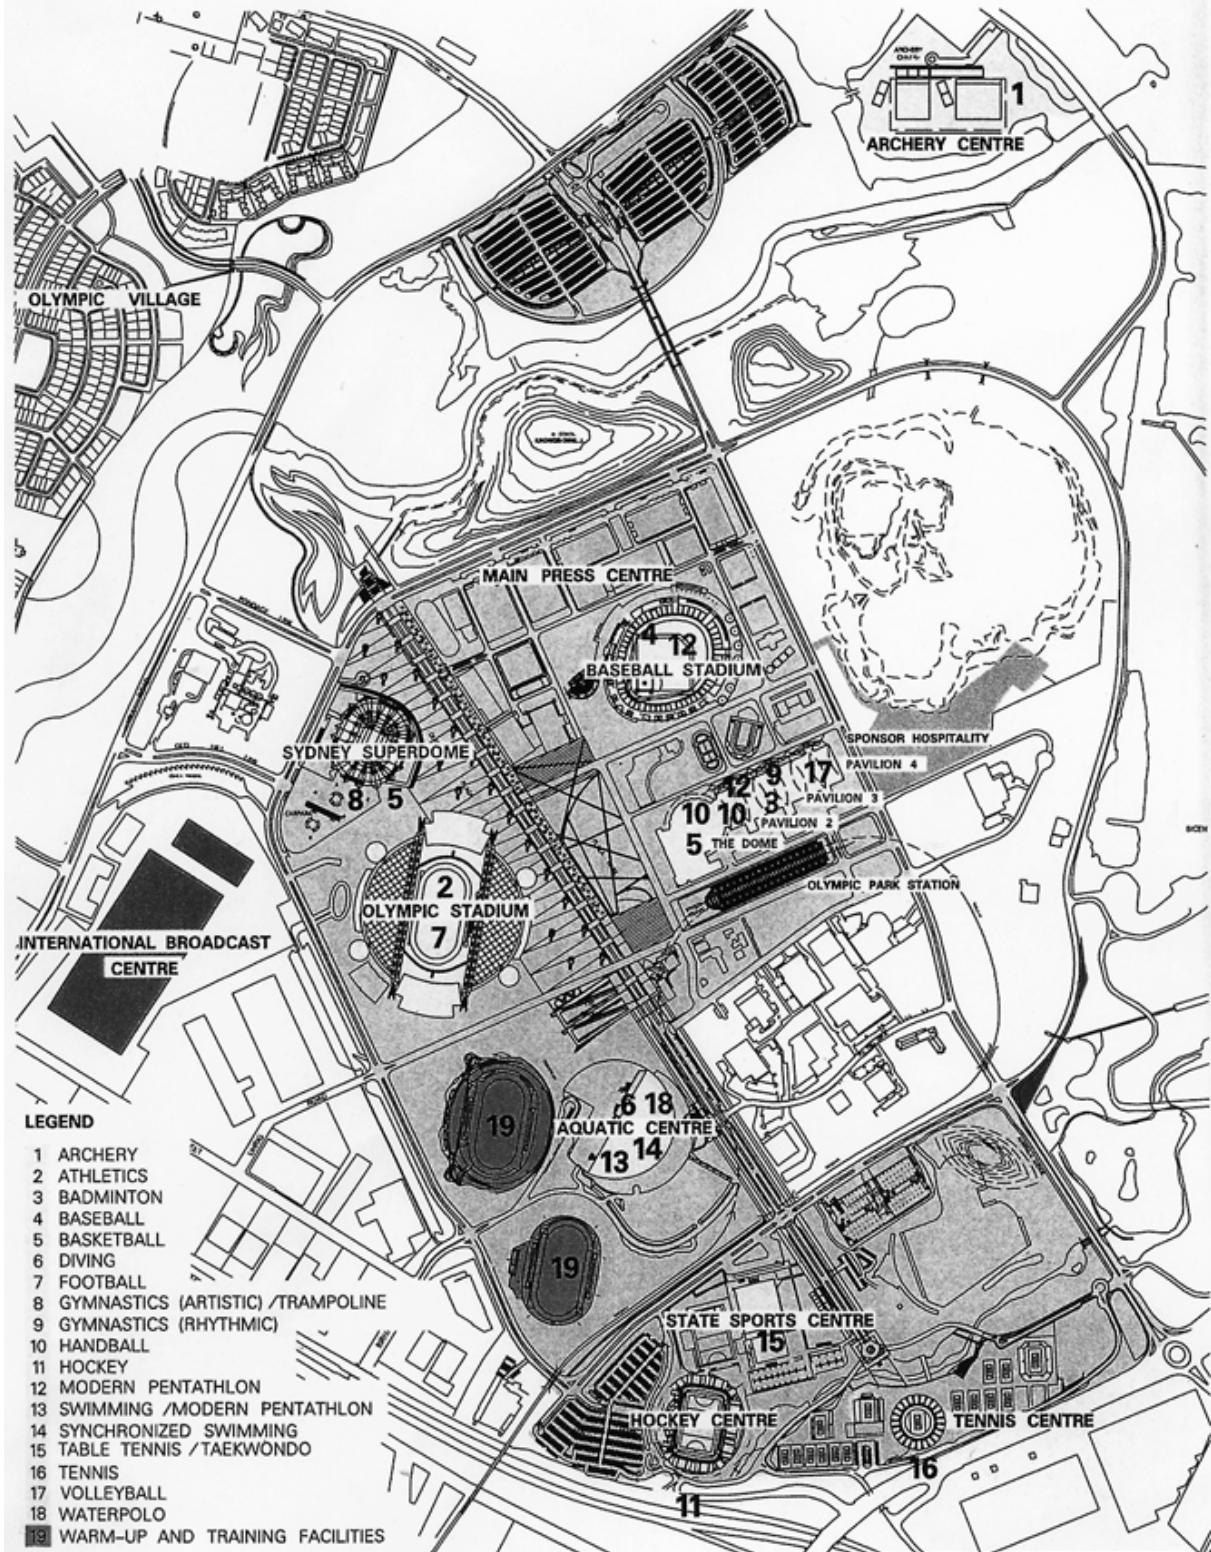 1
ARCHERY CENTRE
OLYMPIC VILLAGE
MAIN PRESS CENTRE
4
12
BASEBALL STADIUM
SPONSOR HOSPITALITY
SYDNEY SUPERDOME
PAVILION 4
9
17
8
5
12
3
PAVILION 3
10
10
PAVILION 2
5
THE DOME
2
OLYMPIC PARK STATION
OLYMPIC STADIUM
7
INTERNATIONAL BROADCAST
CENTRE
6
18
19
AQUATIC CENTRE
13
14
19
STATE SPORTS CENTRE
15
HOCKEY CENTRE
TENNIS CENTRE
16
11
LEGEND
1 ARCHERY
2 ATHLETICS
3 BADMINTON
4 BASEBALL
5 BASKETBALL
6 DIVING
7 FOOTBALL
8 GYMNASTICS (ARTISTIC) /TRAMPOLINE
9 GYMNASTICS (RHYTHMIC)
10 HANDBALL
11 HOCKEY
12 MODERN PENTATHLON
13 SWIMMING /MODERN PENTATHLON
14 SYNCHRONIZED SWIMMING
15 TABLE TENNIS /TAEKWONDO
16 TENNIS
17 VOLLEYBALL
18 WATERPOLO
19 WARM-UP AND TRAINING FACILITIES